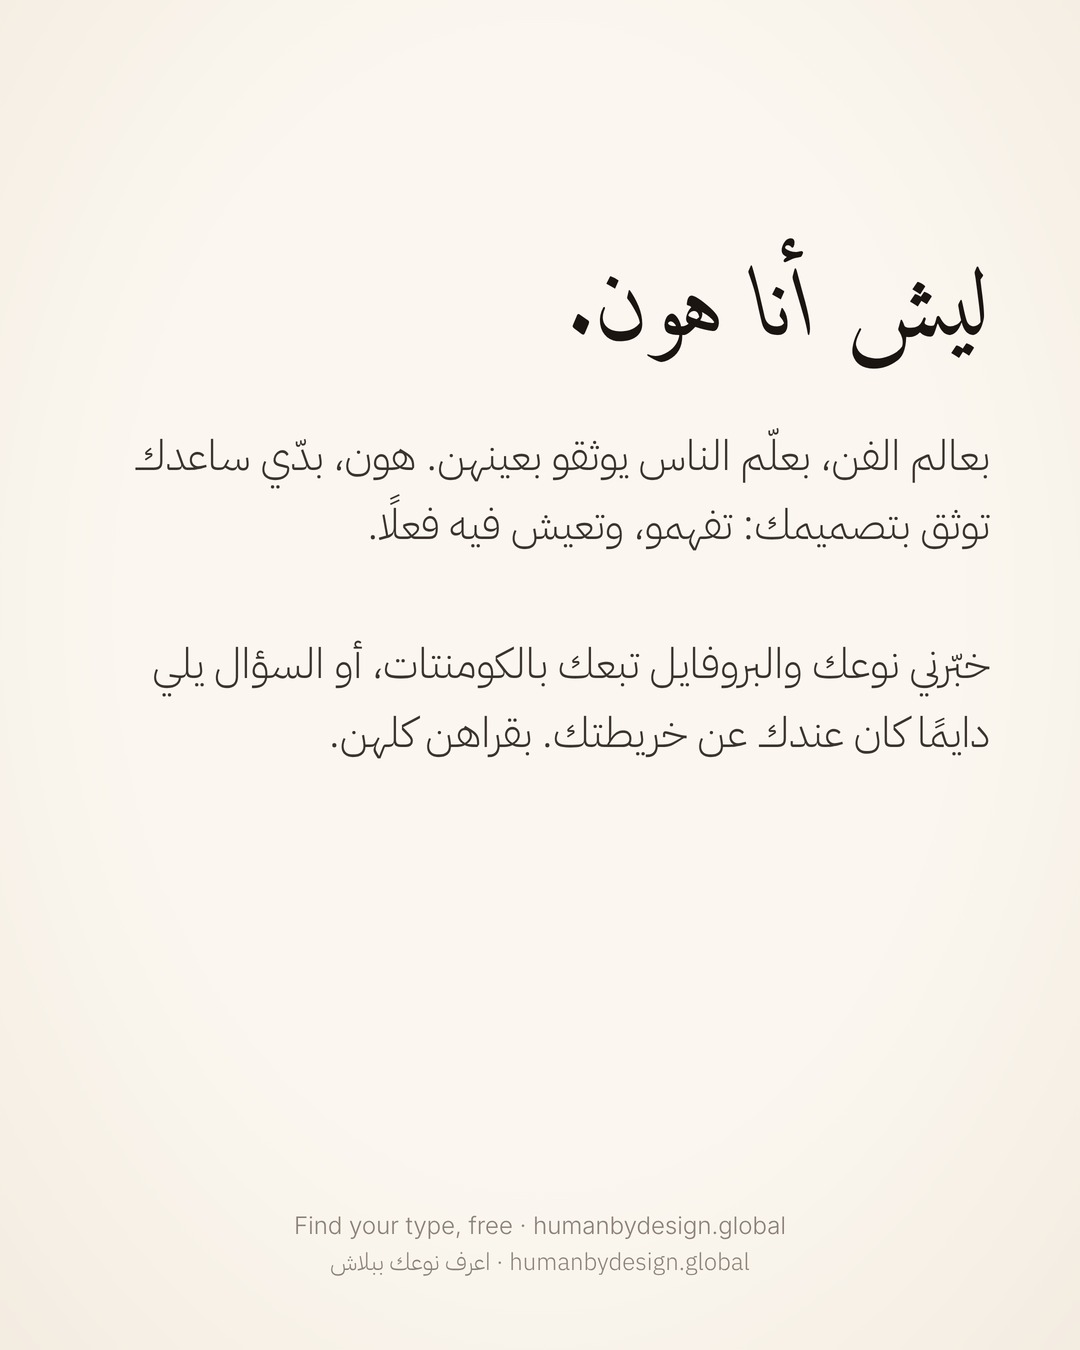 ليش أنا هون.
بعالم الفن، بعلّم الناس يوثقو بعينهن. هون، بدّي ساعدك
توثق بتصميمك: تفهمو، وتعيش فيه فعلًا.
خبّرني نوعك والبروفايل تبعك بالكومنتات، أو السؤال يلي
دايمًا كان عندك عن خريطتك. بقراهن كلهن.
Find your type, free · humanbydesign.global
اعرف نوعك ببلاش · humanbydesign.global